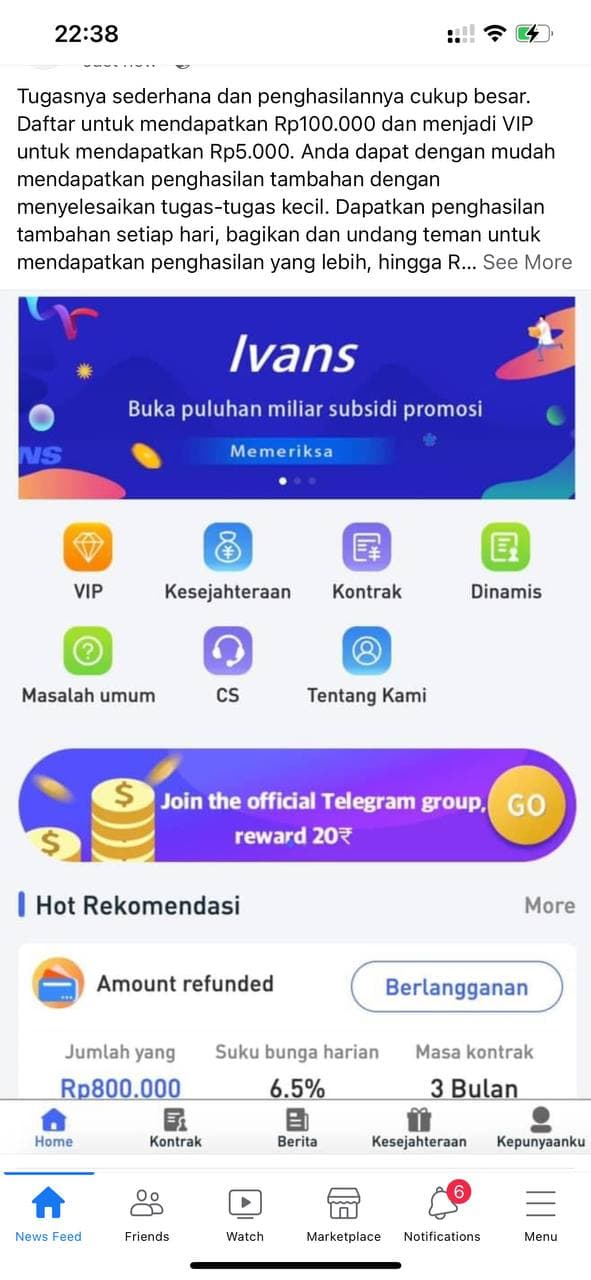 22:38
Tugasnya sederhana dan penghasilannya cukup besar.
Daftar untuk mendapatkan Rp100.000 dan menjadi VIP
untuk mendapatkan Rp5.000. Anda dapat dengan mudah
mendapatkan penghasilan tambahan dengan
menyelesaikan tugas-tugas kecil. Dapatkan penghasilan
tambahan setiap hari, bagikan dan undang teman untuk
mendapatkan penghasilan yang lebih, hingga R... See More
Ivans
Buka puluhan miliar subsidi promosi
NS
Memeriksa
VIP Kesejahteraan Kontrak Dinamis
Masalah umum CS Tentang Kami
Join the official Telegram group, GO
reward 20₹
Hot Rekomendasi More
Amount refunded Berlangganan
Jumlah yang Suku bunga harian Masa kontrak
Rp800.000 6.5% 3 Bulan
Home Kontrak Berita Kesejahteraan Kepunyaanku
6
News Feed Friends Watch Marketplace Notifications Menu